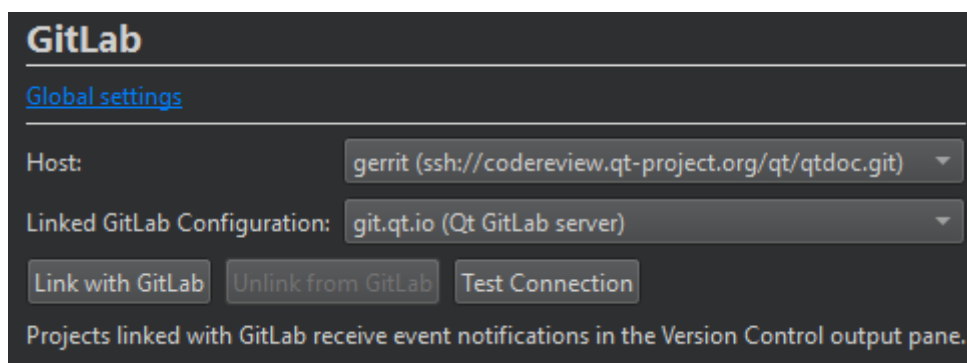 GitLab
Global settings
Host: gerrit (ssh://codereview.qt-project.org/qt/qtdoc.git)
Linked GitLab Configuration: git.qt.io (Qt GitLab server)
Link with GitLab Unlink from GitLab Test Connection
Projects linked with GitLab receive event notifications in the Version Control output pane.